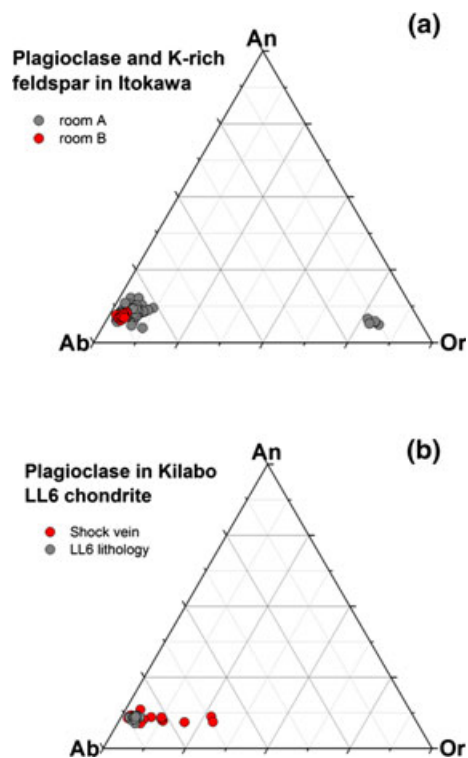 (a)
An
Plagioclase and K-rich
feldspar in Itokawa
room A
room B
Ab
Or
(b)
An
Plagioclase in Kilabo
LL6 chondrite
Shock vein
LL6 lithology
Ab
Or